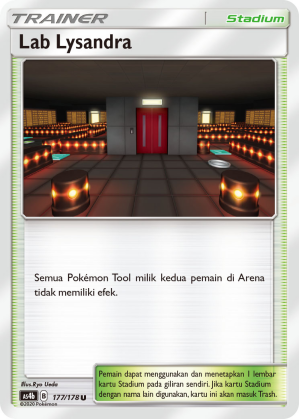 TRAINER
Stadium
Lab Lysandra
Semua Pokémon Tool milik kedua pemain di Arena
tidak memiliki efek.
Illus.Ryo Ueda
AS4b B 177/178 U
©2020 Pokémon
Pemain dapat menggunakan dan menetapkan 1 lembar
kartu Stadium pada giliran sendiri. Jika kartu Stadium
dengan nama lain digunakan, kartu ini akan masuk Trash.